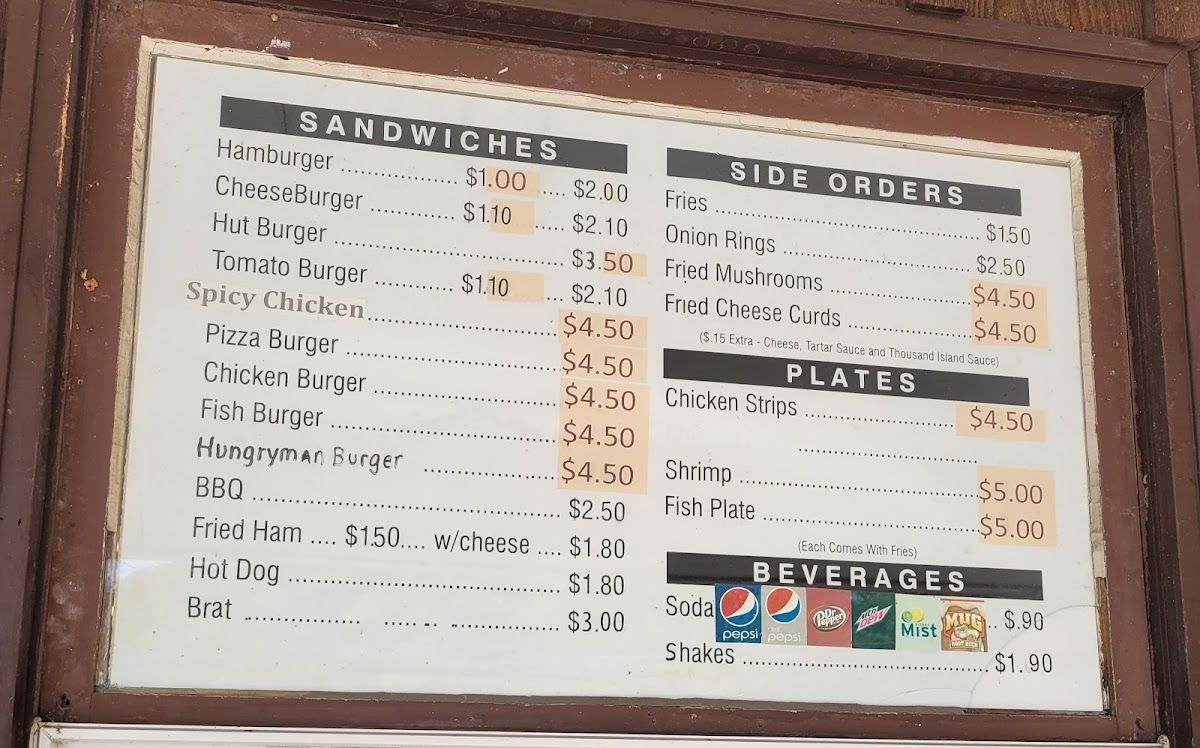 SANDWICHES
Hamburger .................. $1.00 .... $2.00
CheeseBurger ............ $1.10 ..... $2.10
Hut Burger .................................. $3.50
Tomato Burger ............ $1.10 ...... $2.10
Spicy Chicken........................... $4.50
Pizza Burger ................................ $4.50
Chicken Burger ........................... $4.50
Fish Burger .................................. $4.50
Hungryman Burger .................... $4.50
BBQ ............................................. $2.50
Fried Ham .... $1.50.... w/cheese .... $1.80
Hot Dog ........................................ $1.80
Brat ................. ..... .. ................ $3.00
SIDE ORDERS
Fries ........................................ $1.50
Onion Rings ............................ $2.50
Fried Mushrooms .................... $4.50
Fried Cheese Curds ................. $4.50
($.15 Extra - Cheese, Tartar Sauce and Thousand Island Sauce)
PLATES
Chicken Strips ....................... $4.50
Shrimp .................................... $5.00
Fish Plate ................................ $5.00
(Each Comes With Fries)
BEVERAGES
Soda pepsi diet pepsi Dr Pepper Mtn Dew Mist MUG ROOT BEER .. $.90
Shakes ..................................... $1.90